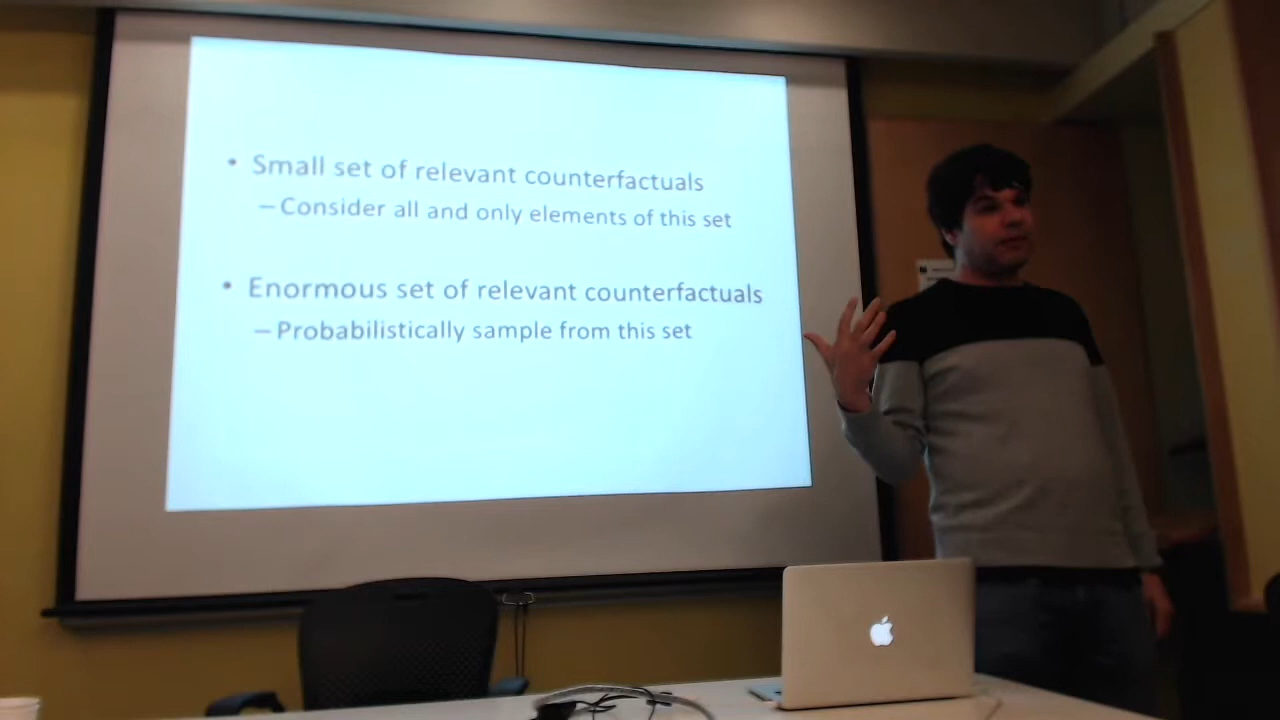 • Small set of relevant counterfactuals
– Consider all and only elements of this set
• Enormous set of relevant counterfactuals
– Probabilistically sample from this set